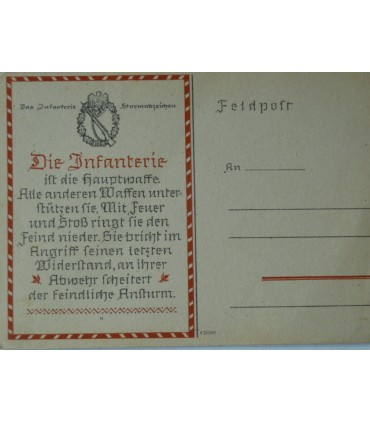 Das Infanterie Sturmabzeichen
Die Infanterie
ist die Hauptwaffe.
Alle anderen Waffen unter-
stützen sie. Mit Feuer
und Stoß ringt sie den
Feind nieder. Sie bricht im
Angriff seinen letzten
Widerstand, an ihrer
Abwehr scheitert
der feindliche Ansturm.
Feldpost
An